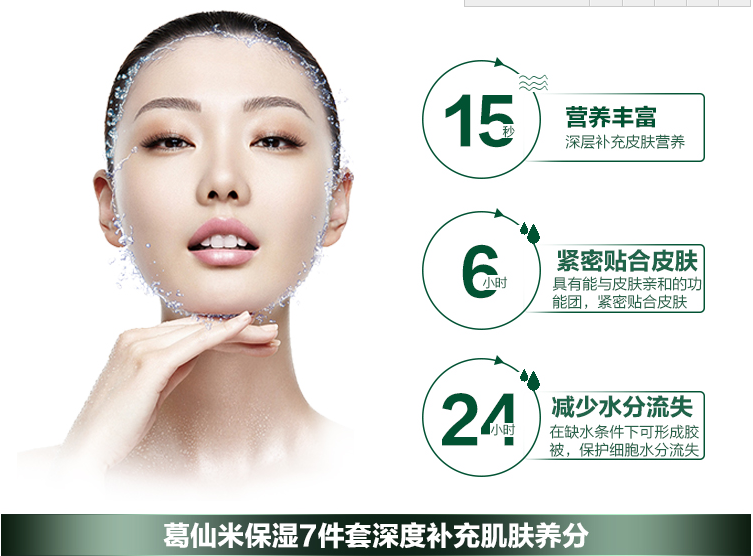 15秒
营养丰富
深层补充皮肤营养
6小时
紧密贴合皮肤
具有能与皮肤亲和的功
能团，紧密贴合皮肤
24小时
减少水分流失
在缺水条件下可形成胶
被，保护细胞水分流失
葛仙米保湿7件套深度补充肌肤养分